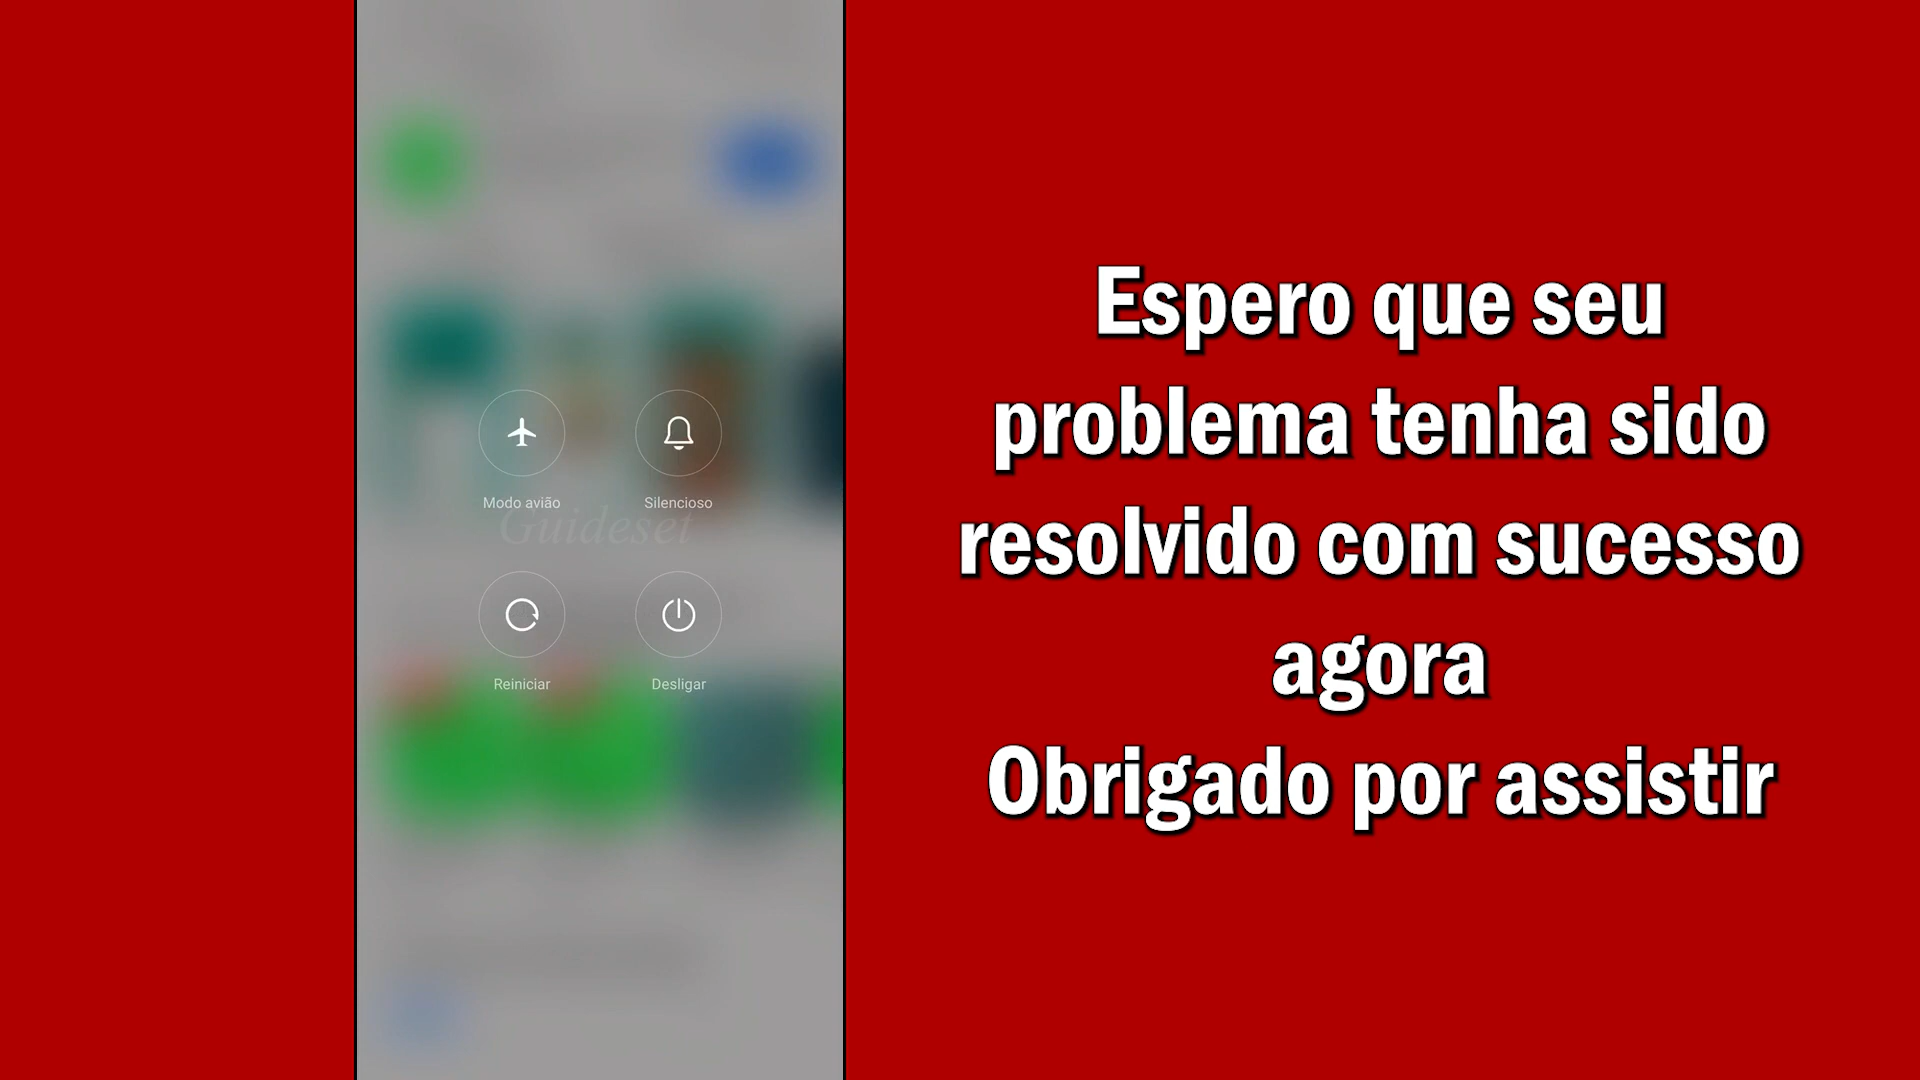 Modo avião
Silencioso
Guideset
Reiniciar
Desligar
Espero que seu
problema tenha sido
resolvido com sucesso
agora
Obrigado por assistir